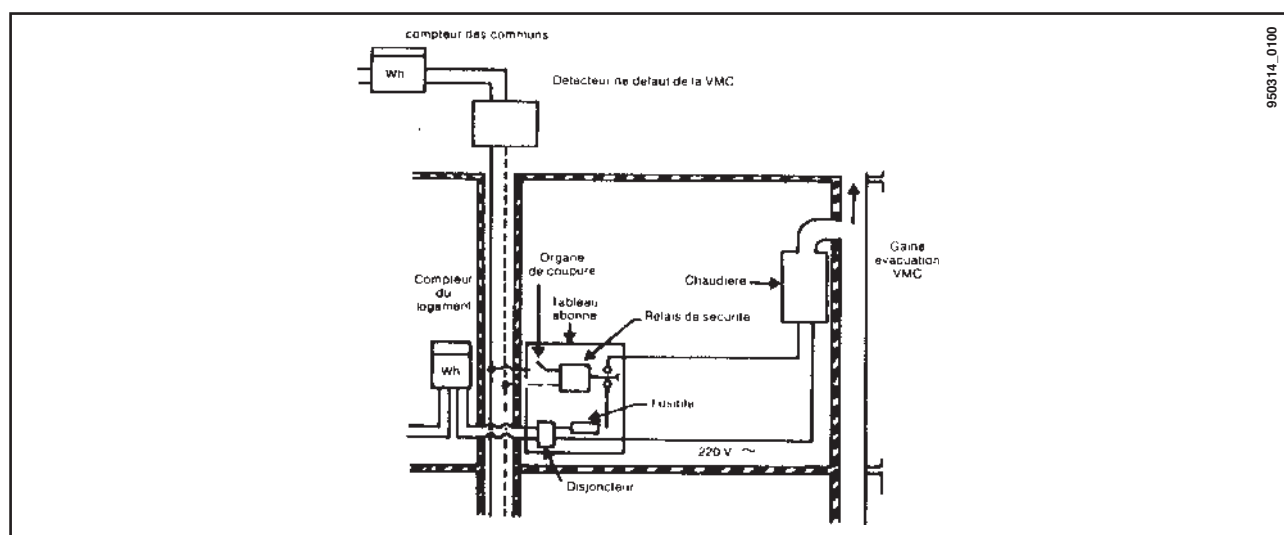 compteur des communs
950314_0100
Wh
Detecteur de defaut de la VMC
Organe
de coupure
Gaine
evacuation
VMC
Compteur
du
logament
Chaudiere
Tableau
abonne
Relais de securite
Wh
Fusible
220 V ~
Disjoncteur